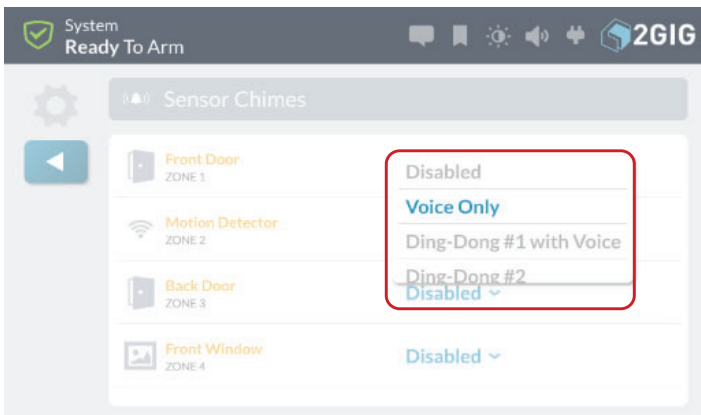 System
Ready To Arm
2GIG
Sensor Chimes
Front Door
ZONE 1
Disabled
Voice Only
Motion Detector
ZONE 2
Ding-Dong #1 with Voice
Ding-Dong #2
Back Door
ZONE 3
Disabled
Front Window
ZONE 4
Disabled